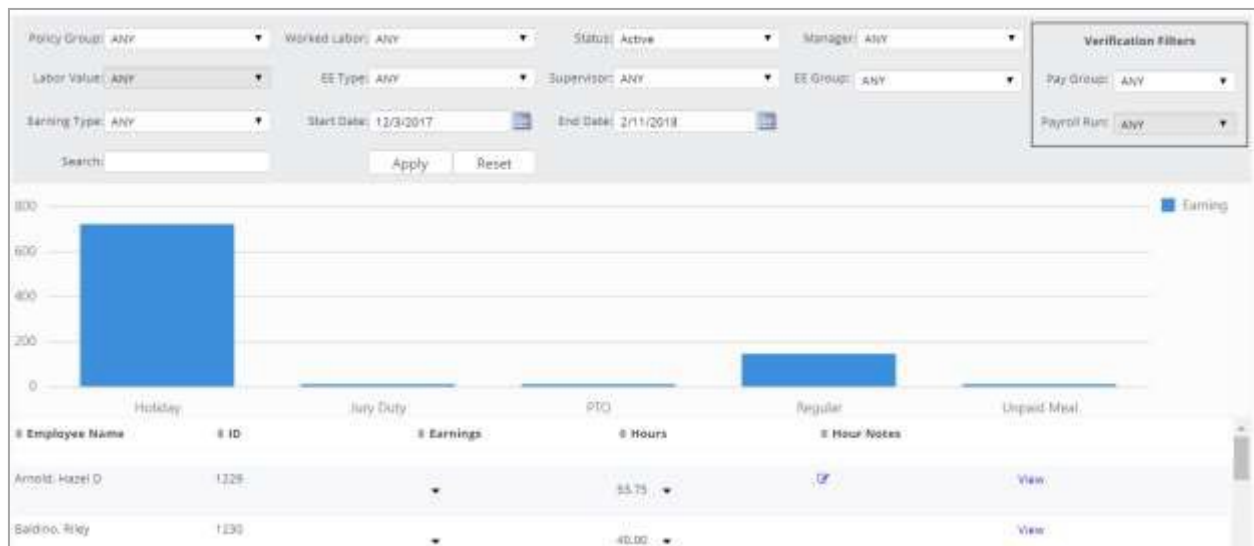 Policy Group: ANY Worked Labor: ANY Status: Active Manager: ANY Verification Filters
Labor Value: ANY EE Type: ANY Supervisor: ANY EE Group: ANY Pay Group: ANY
Earning Type: ANY Start Date: 12/3/2017 End Date: 2/11/2018 Payroll Run: ANY
Search: Apply Reset
800 Earning
600
400
200
0
Holiday Jury Duty PTO Regular Unpaid Meal
Employee Name ID Earnings Hours Hour Notes
Arnold, Hazel D 1229 55.75 View
Baldino, Riley 1230 40.00 View